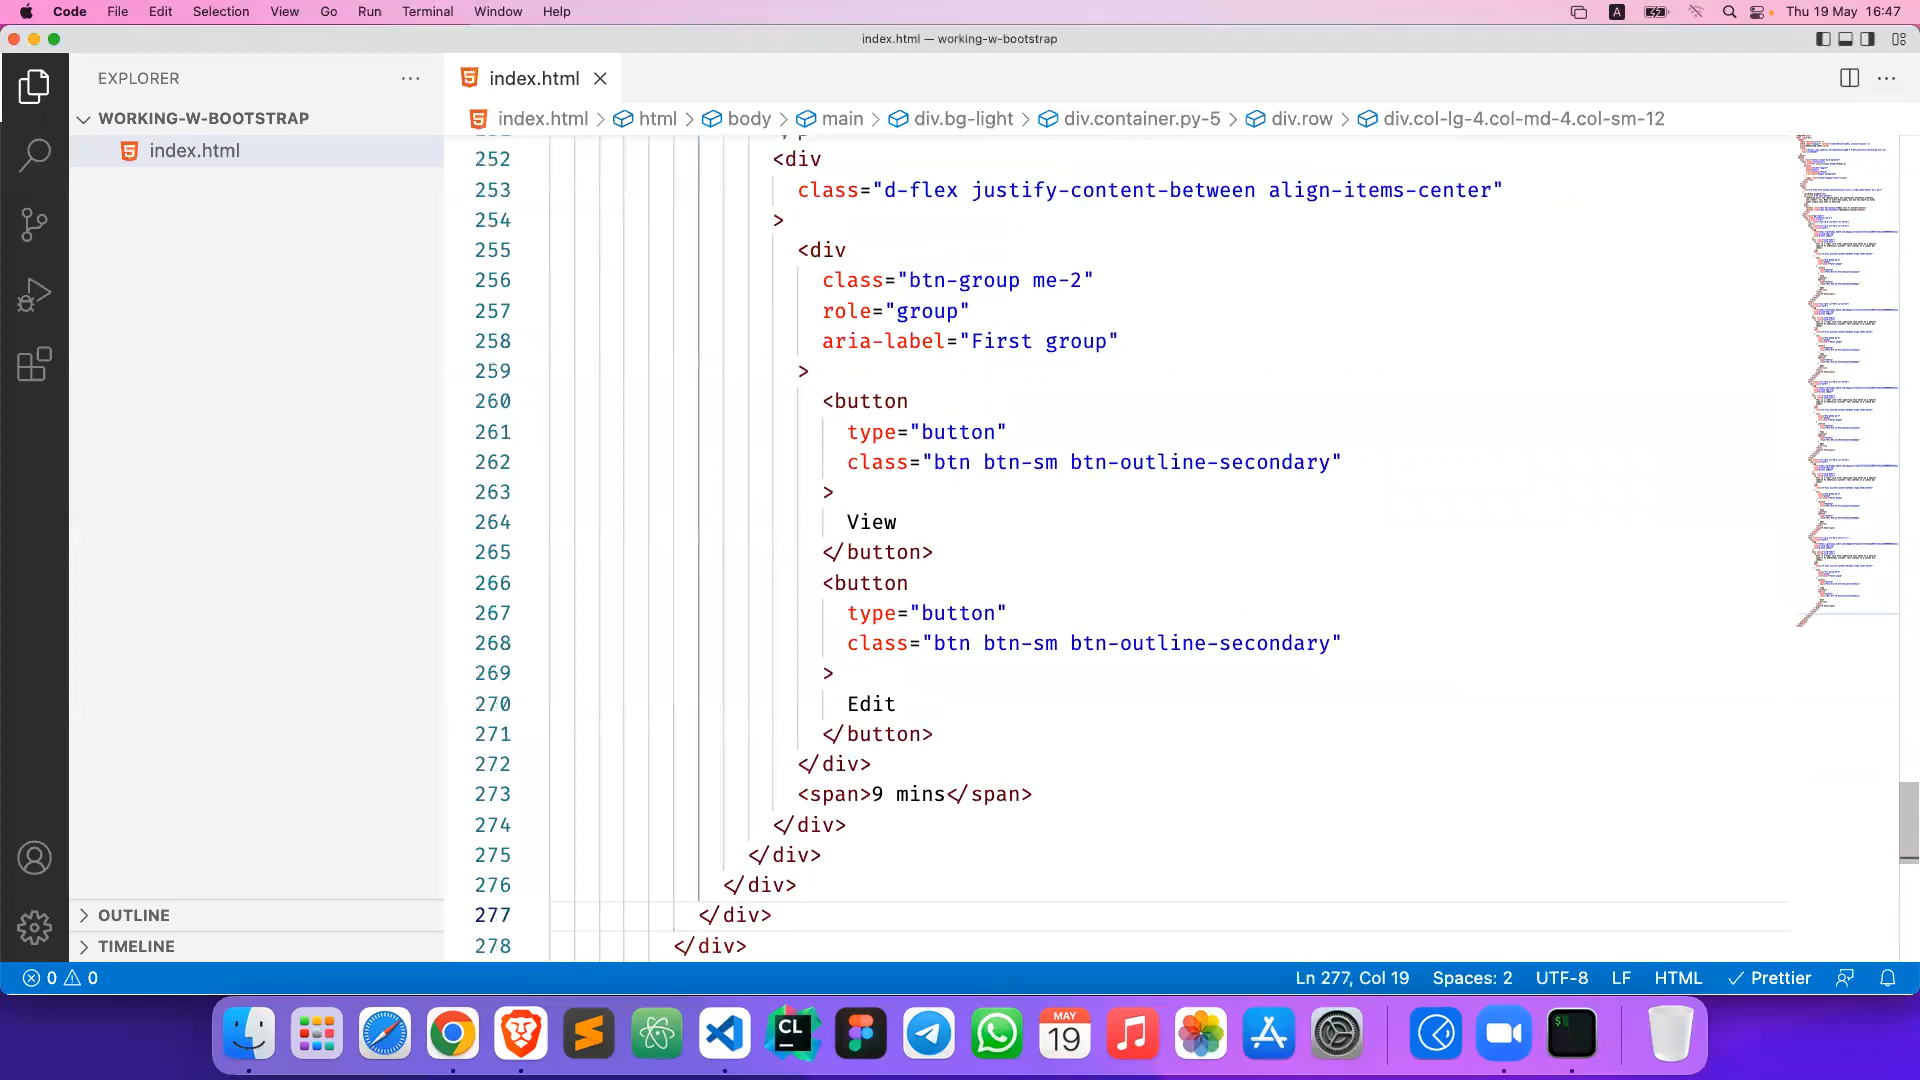 Code File Edit Selection View Go Run Terminal Window Help
A
Thu 19 May 16:47
index.html — working-w-bootstrap
EXPLORER
index.html
WORKING-W-BOOTSTRAP
index.html
index.html > html > body > main > div.bg-light > div.container.py-5 > div.row > div.col-lg-4.col-md-4.col-sm-12
252 <div
253 class="d-flex justify-content-between align-items-center"
254 >
255 <div
256 class="btn-group me-2"
257 role="group"
258 aria-label="First group"
259 >
260 <button
261 type="button"
262 class="btn btn-sm btn-outline-secondary"
263 >
264 View
265 </button>
266 <button
267 type="button"
268 class="btn btn-sm btn-outline-secondary"
269 >
270 Edit
271 </button>
272 </div>
273 <span>9 mins</span>
274 </div>
275 </div>
276 </div>
277 </div>
278 </div>
OUTLINE
TIMELINE
0 0
Ln 277, Col 19 Spaces: 2 UTF-8 LF HTML Prettier
CL
MAY
19
$